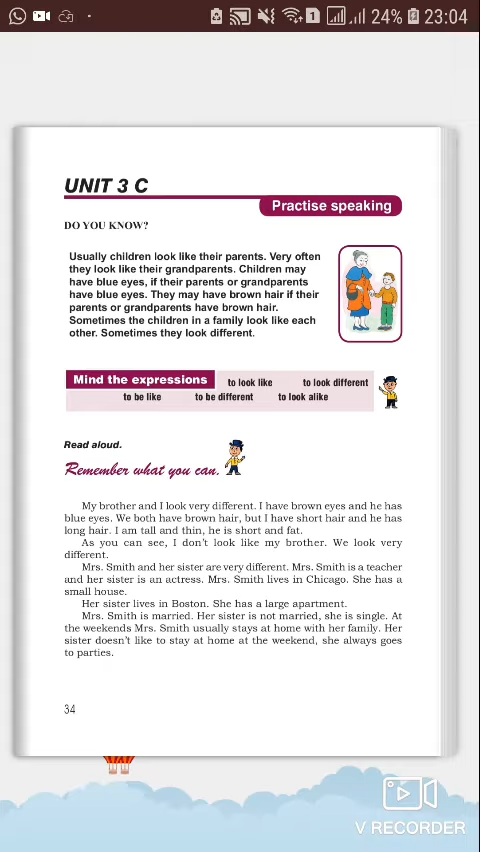 24% 23:04
UNIT 3 C
Practise speaking
DO YOU KNOW?
Usually children look like their parents. Very often
they look like their grandparents. Children may
have blue eyes, if their parents or grandparents
have blue eyes. They may have brown hair if their
parents or grandparents have brown hair.
Sometimes the children in a family look like each
other. Sometimes they look different.
Mind the expressions to look like to look different
to be like to be different to look alike
Read aloud.
Remember what you can.
My brother and I look very different. I have brown eyes and he has
blue eyes. We both have brown hair, but I have short hair and he has
long hair. I am tall and thin, he is short and fat.
As you can see, I don't look like my brother. We look very
different.
Mrs. Smith and her sister are very different. Mrs. Smith is a teacher
and her sister is an actress. Mrs. Smith lives in Chicago. She has a
small house.
Her sister lives in Boston. She has a large apartment.
Mrs. Smith is married. Her sister is not married, she is single. At
the weekends Mrs. Smith usually stays at home with her family. Her
sister doesn't like to stay at home at the weekend, she always goes
to parties.
34
V RECORDER